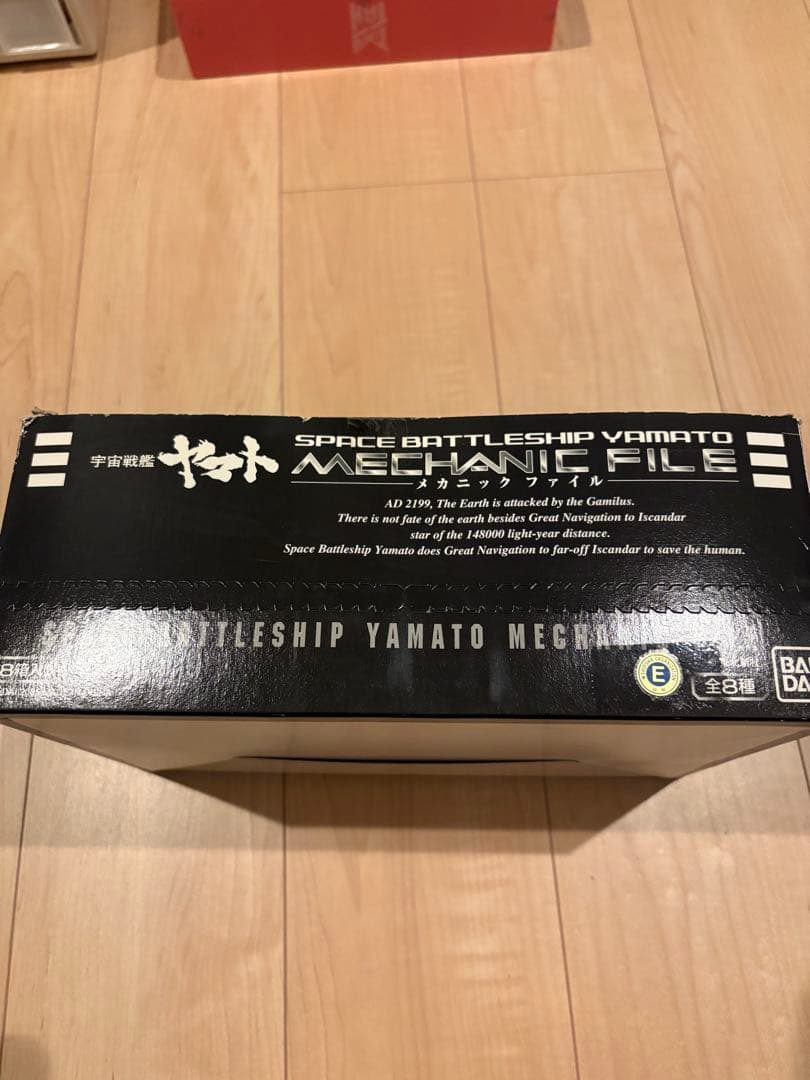 宇宙戦艦 ヤマト
SPACE BATTLESHIP YAMATO
MECHANIC FILE
メカニック ファイル
AD 2199, The Earth is attacked by the Gamilus.
There is not fate of the earth besides Great Navigation to Iscandar
star of the 148000 light-year distance.
Space Battleship Yamato does Great Navigation to far-off Iscandar to save the human.
BATTLESHIP YAMATO
8箱入
E
全8種